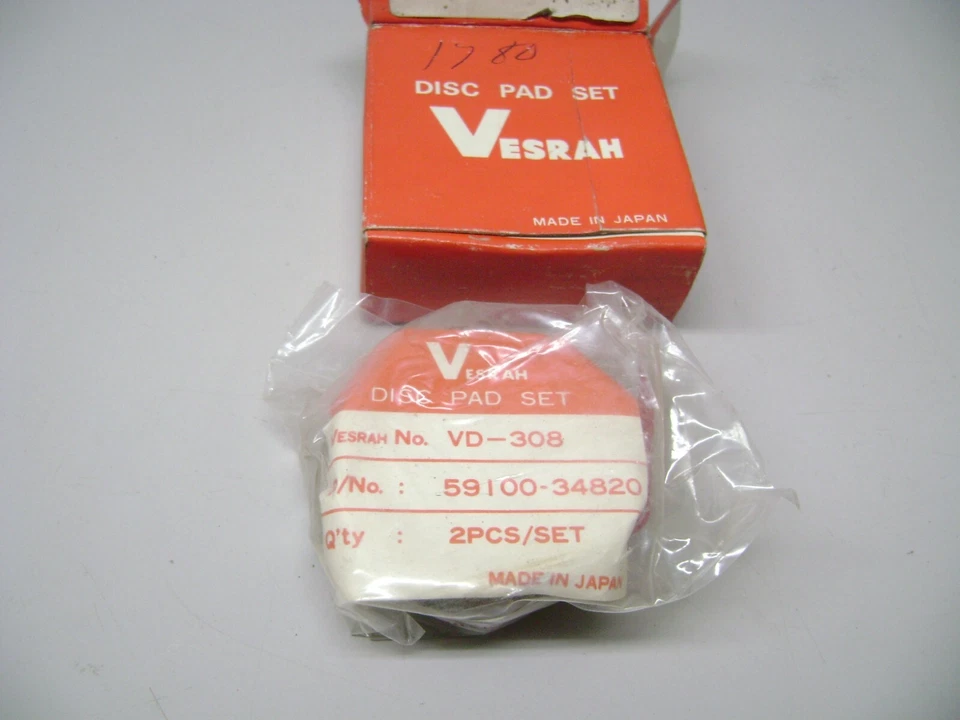 1780
DISC PAD SET
VESRAH
MADE IN JAPAN
VESRAH
DISC PAD SET
VESRAH No. VD-308
/No. : 59100-34820
Q'ty : 2PCS/SET
MADE IN JAPAN